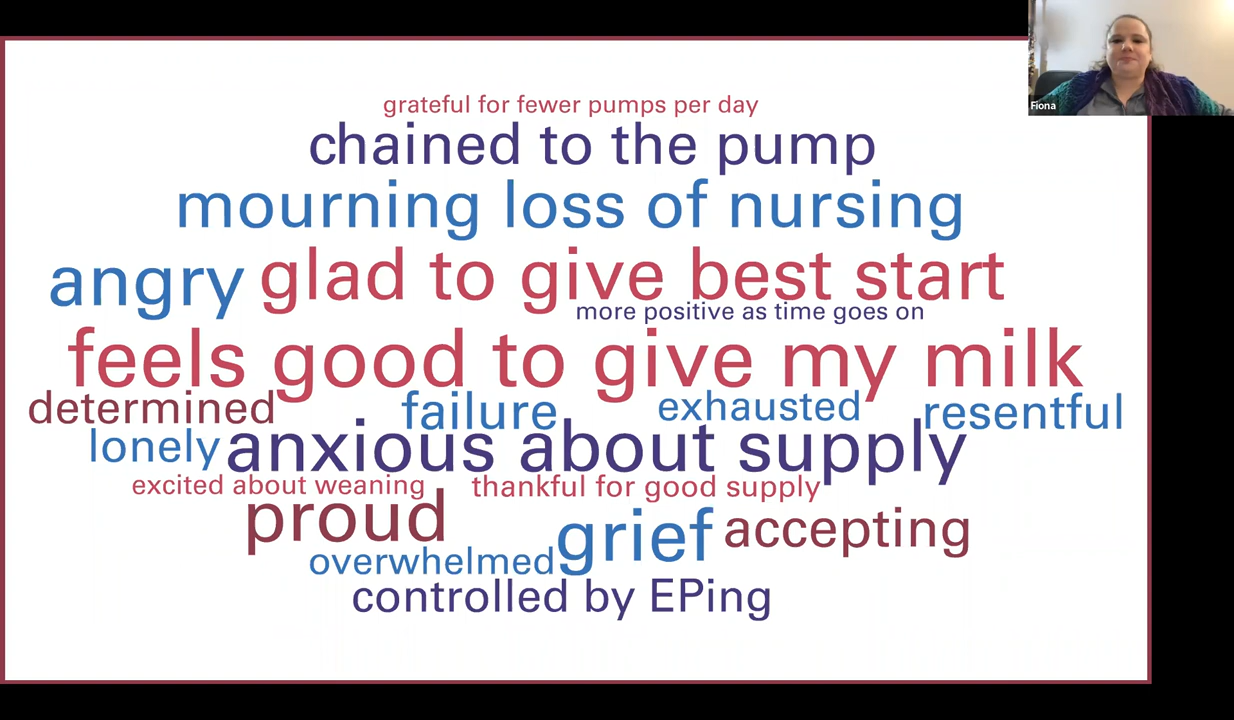 Fiona
grateful for fewer pumps per day
chained to the pump
mourning loss of nursing
angry
glad to give best start
more positive as time goes on
feels good to give my milk
determined
failure
exhausted
resentful
lonely
anxious about supply
excited about weaning
thankful for good supply
proud
grief
accepting
overwhelmed
controlled by EPing